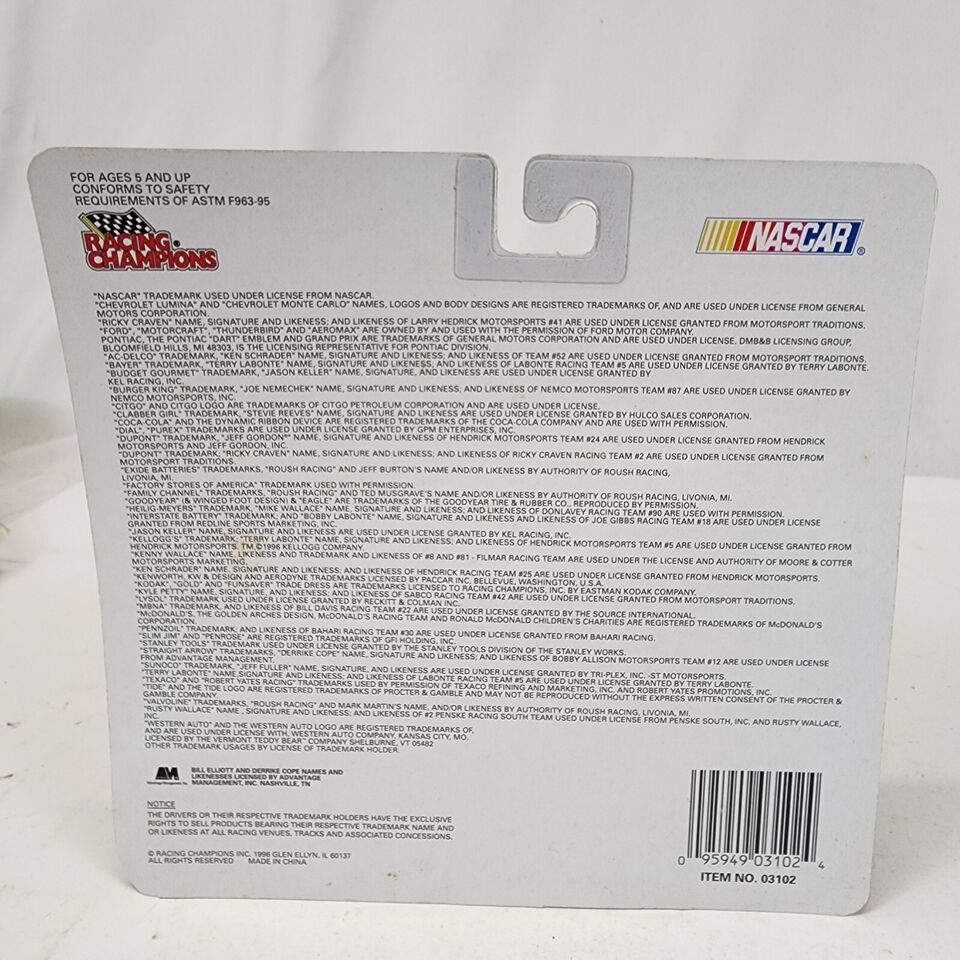 FOR AGES 5 AND UP
CONFORMS TO SAFETY
REQUIREMENTS OF ASTM F963-95
RACING
CHAMPIONS®
NASCAR®
"NASCAR" TRADEMARK USED UNDER LICENSE FROM NASCAR.
"CHEVROLET LUMINA" AND "CHEVROLET MONTE CARLO" NAMES, LOGOS AND BODY DESIGNS ARE REGISTERED TRADEMARKS OF, AND ARE USED UNDER LICENSE FROM GENERAL
MOTORS CORPORATION.
"RICKY CRAVEN" NAME, SIGNATURE AND LIKENESS; AND LIKENESS OF LARRY HEDRICK MOTORSPORTS #41 ARE USED UNDER LICENSE GRANTED FROM MOTORSPORT TRADITIONS.
"FORD", "MOTORCRAFT", "THUNDERBIRD" AND "AEROMAX" ARE OWNED BY AND USED WITH THE PERMISSION OF FORD MOTOR COMPANY.
PONTIAC, THE PONTIAC "DART" EMBLEM AND GRAND PRIX ARE TRADEMARKS OF GENERAL MOTORS CORPORATION AND ARE USED UNDER LICENSE. DMB&B LICENSING GROUP,
BLOOMFIELD HILLS, MI 48303, IS THE LICENSING REPRESENTATIVE FOR PONTIAC DIVISION.
"AC-DELCO" TRADEMARK, "KEN SCHRADER" NAME, SIGNATURE AND LIKENESS; AND LIKENESS OF TEAM #52 ARE USED UNDER LICENSE GRANTED FROM MOTORSPORT TRADITIONS.
"BAYER" TRADEMARK, "TERRY LABONTE" NAME, SIGNATURE AND LIKENESS; AND LIKENESS OF LABONTE RACING TEAM #5 ARE USED UNDER LICENSE GRANTED BY TERRY LABONTE.
"BUDGET GOURMET" TRADEMARK, "JASON KELLER" NAME, SIGNATURE AND LIKENESS ARE USED UNDER LICENSE GRANTED BY
KEL RACING, INC.
"BURGER KING" TRADEMARK, "JOE NEMECHEK" NAME, SIGNATURE AND LIKENESS; AND LIKENESS OF NEMCO MOTORSPORTS TEAM #87 ARE USED UNDER LICENSE GRANTED BY
NEMCO MOTORSPORTS, INC.
"CITGO" AND CITGO LOGO ARE TRADEMARKS OF CITGO PETROLEUM CORPORATION AND ARE USED UNDER LICENSE.
"CLABBER GIRL" TRADEMARK, "STEVIE REEVES" NAME, SIGNATURE AND LIKENESS ARE USED UNDER LICENSE GRANTED BY HULCO SALES CORPORATION.
"COCA-COLA" AND THE DYNAMIC RIBBON DEVICE ARE REGISTERED TRADEMARKS OF THE COCA-COLA COMPANY AND ARE USED WITH PERMISSION.
"DIAL", "PUREX" TRADEMARKS ARE USED UNDER LICENSE GRANTED BY GPM ENTERPRISES, INC.
"DUPONT" TRADEMARK, "JEFF GORDON®" NAME, SIGNATURE AND LIKENESS OF HENDRICK MOTORSPORTS TEAM #24 ARE USED UNDER LICENSE GRANTED FROM HENDRICK
MOTORSPORTS AND JEFF GORDON, INC.
"DUPONT" TRADEMARK; "RICKY CRAVEN" NAME, SIGNATURE AND LIKENESS; AND LIKENESS OF RICKY CRAVEN RACING TEAM #2 ARE USED UNDER LICENSE GRANTED FROM
MOTORSPORT TRADITIONS.
"EXIDE BATTERIES" TRADEMARKS, "ROUSH RACING" AND JEFF BURTON'S NAME AND/OR LIKENESS BY AUTHORITY OF ROUSH RACING,
LIVONIA, MI.
"FACTORY STORES OF AMERICA" TRADEMARK USED WITH PERMISSION.
"FAMILY CHANNEL" TRADEMARKS, "ROUSH RACING" AND TED MUSGRAVE'S NAME AND/OR LIKENESS BY AUTHORITY OF ROUSH RACING, LIVONIA, MI.
"GOODYEAR" (& WINGED FOOT DESIGN) & "EAGLE" ARE TRADEMARKS OF THE GOODYEAR TIRE & RUBBER CO., REPRODUCED BY PERMISSION.
"HEILIG-MEYERS" TRADEMARK, "MIKE WALLACE" NAME, SIGNATURE AND LIKENESS; AND LIKENESS OF DONLAVEY RACING TEAM #90 ARE USED WITH PERMISSION.
"INTERSTATE BATTERY" TRADEMARK; AND "BOBBY LABONTE" NAME, SIGNATURE AND LIKENESS AND LIKENESS OF JOE GIBBS RACING TEAM #18 ARE USED UNDER LICENSE
GRANTED FROM REDLINE SPORTS MARKETING, INC.
"JASON KELLER" NAME, SIGNATURE AND LIKENESS ARE USED UNDER LICENSE GRANTED BY KEL RACING, INC.
"KELLOGG'S" TRADEMARK, "TERRY LABONTE" NAME, SIGNATURE AND LIKENESS; AND LIKENESS OF HENDRICK MOTORSPORTS TEAM #5 ARE USED UNDER LICENSE GRANTED FROM
HENDRICK MOTORSPORTS. TM,©1996 KELLOGG COMPANY.
"KENNY WALLACE" NAME, LIKENESS AND TRADEMARK AND LIKENESS OF #8 AND #81 - FILMAR RACING TEAM ARE USED UNDER THE LICENSE AND AUTHORITY OF MOORE & COTTER
MOTORSPORTS MARKETING.
"KEN SCHRADER" NAME, SIGNATURE AND LIKENESS; AND LIKENESS OF HENDRICK RACING TEAM #25 ARE USED UNDER LICENSE GRANTED FROM HENDRICK MOTORSPORTS.
"KENWORTH, KW & DESIGN AND AERODYNE TRADEMARKS LICENSED BY PACCAR INC. BELLEVUE, WASHINGTON, U.S.A.
"KODAK", "GOLD" AND "FUNSAVER" TRADE DRESS ARE TRADEMARKS LICENSED TO RACING CHAMPIONS, INC. BY EASTMAN KODAK COMPANY.
"KYLE PETTY" NAME, SIGNATURE, AND LIKENESS; AND LIKENESS OF SABCO RACING TEAM #42 ARE USED UNDER LICENSE GRANTED FROM MOTORSPORT TRADITIONS.
"LYSOL" TRADEMARK USED UNDER LICENSE GRANTED BY RECKITT & COLMAN INC.
"MBNA" TRADEMARK, AND LIKENESS OF BILL DAVIS RACING TEAM #22 ARE USED UNDER LICENSE GRANTED BY THE SOURCE INTERNATIONAL.
"McDONALD'S, THE GOLDEN ARCHES DESIGN, McDONALD'S RACING TEAM AND RONALD McDONALD CHILDREN'S CHARITIES ARE REGISTERED TRADEMARKS OF McDONALD'S
CORPORATION.
"PENNZOIL" TRADEMARK; AND LIKENESS OF BAHARI RACING TEAM #30 ARE USED UNDER LICENSE GRANTED FROM BAHARI RACING.
"SLIM JIM" AND "PENROSE" ARE REGISTERED TRADEMARKS OF GFI HOLDING, INC.
"STANLEY TOOLS" TRADEMARK USED UNDER LICENSE GRANTED BY THE STANLEY TOOLS DIVISION OF THE STANLEY WORKS.
"STRAIGHT ARROW" TRADEMARKS, "DERRIKE COPE" NAME, SIGNATURE AND LIKENESS; AND LIKENESS OF BOBBY ALLISON MOTORSPORTS TEAM #12 ARE USED UNDER LICENSE
FROM ADVANTAGE MANAGEMENT.
"SUNOCO" TRADEMARK, "JEFF FULLER" NAME, SIGNATURE, AND LIKENESS ARE USED UNDER LICENSE GRANTED BY TRI-PLEX, INC. -ST MOTORSPORTS.
"TERRY LABONTE" NAME,SIGNATURE AND LIKENESS; AND LIKENESS OF LABONTE RACING TEAM #5 ARE USED UNDER LICENSE GRANTED BY TERRY LABONTE.
"TEXACO" AND "ROBERT YATES RACING" TRADEMARKS USED BY PERMISSION OF TEXACO REFINING AND MARKETING, INC. AND ROBERT YATES PROMOTIONS, INC.
"TIDE" AND THE TIDE LOGO ARE REGISTERED TRADEMARKS OF PROCTER & GAMBLE AND MAY NOT BE REPRODUCED WITHOUT THE EXPRESS WRITTEN CONSENT OF THE PROCTER &
GAMBLE COMPANY.
"VALVOLINE" TRADEMARKS, "ROUSH RACING" AND MARK MARTIN'S NAME, AND/OR LIKENESS BY AUTHORITY OF ROUSH RACING, LIVONIA, MI.
"RUSTY WALLACE" NAME, SIGNATURE AND LIKENESS; AND LIKENESS OF #2 PENSKE RACING SOUTH TEAM USED UNDER LICENSE FROM PENSKE SOUTH, INC. AND RUSTY WALLACE,
INC.
"WESTERN AUTO" AND THE WESTERN AUTO LOGO ARE REGISTERED TRADEMARKS OF,
AND ARE USED UNDER LICENSE WITH, WESTERN AUTO COMPANY, KANSAS CITY, MO.
LICENSED BY THE VERMONT TEDDY BEAR™ COMPANY SHELBURNE, VT 05482
OTHER TRADEMARK USAGES BY LICENSE OF TRADEMARK HOLDER.
AM
BILL ELLIOTT AND DERRIKE COPE NAMES AND
LIKENESSES LICENSED BY ADVANTAGE
MANAGEMENT, INC. NASHVILLE, TN
NOTICE
THE DRIVERS OR THEIR RESPECTIVE TRADEMARK HOLDERS HAVE THE EXCLUSIVE
RIGHTS TO SELL PRODUCTS BEARING THEIR RESPECTIVE TRADEMARK NAME AND
OR LIKENESS AT ALL RACING VENUES, TRACKS AND ASSOCIATED CONCESSIONS.
© RACING CHAMPIONS INC. 1996 GLEN ELLYN, IL 60137
ALL RIGHTS RESERVED MADE IN CHINA
0 95949 03102 4
ITEM NO. 03102